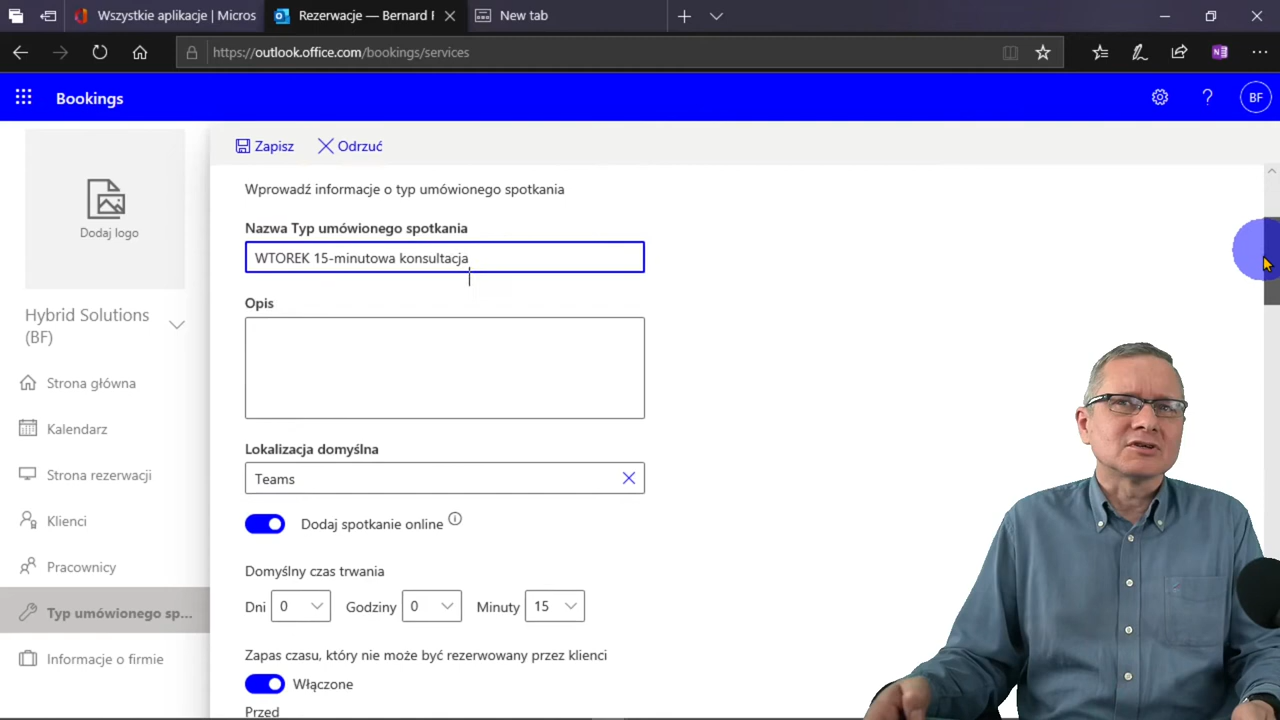 Wszystkie aplikacje | Micros
Rezerwacje — Bernard F
New tab
https://outlook.office.com/bookings/services
Bookings
BF
Dodaj logo
Hybrid Solutions
(BF)
Strona główna
Kalendarz
Strona rezerwacji
Klienci
Pracownicy
Typ umówionego sp...
Informacje o firmie
Zapisz
Odrzuć
Wprowadź informacje o typ umówionego spotkania
Nazwa Typ umówionego spotkania
WTOREK 15-minutowa konsultacja
Opis
Lokalizacja domyślna
Teams
Dodaj spotkanie online
Domyślny czas trwania
Dni 0 Godziny 0 Minuty 15
Zapas czasu, który nie może być rezerwowany przez klienci
Włączone
Przed